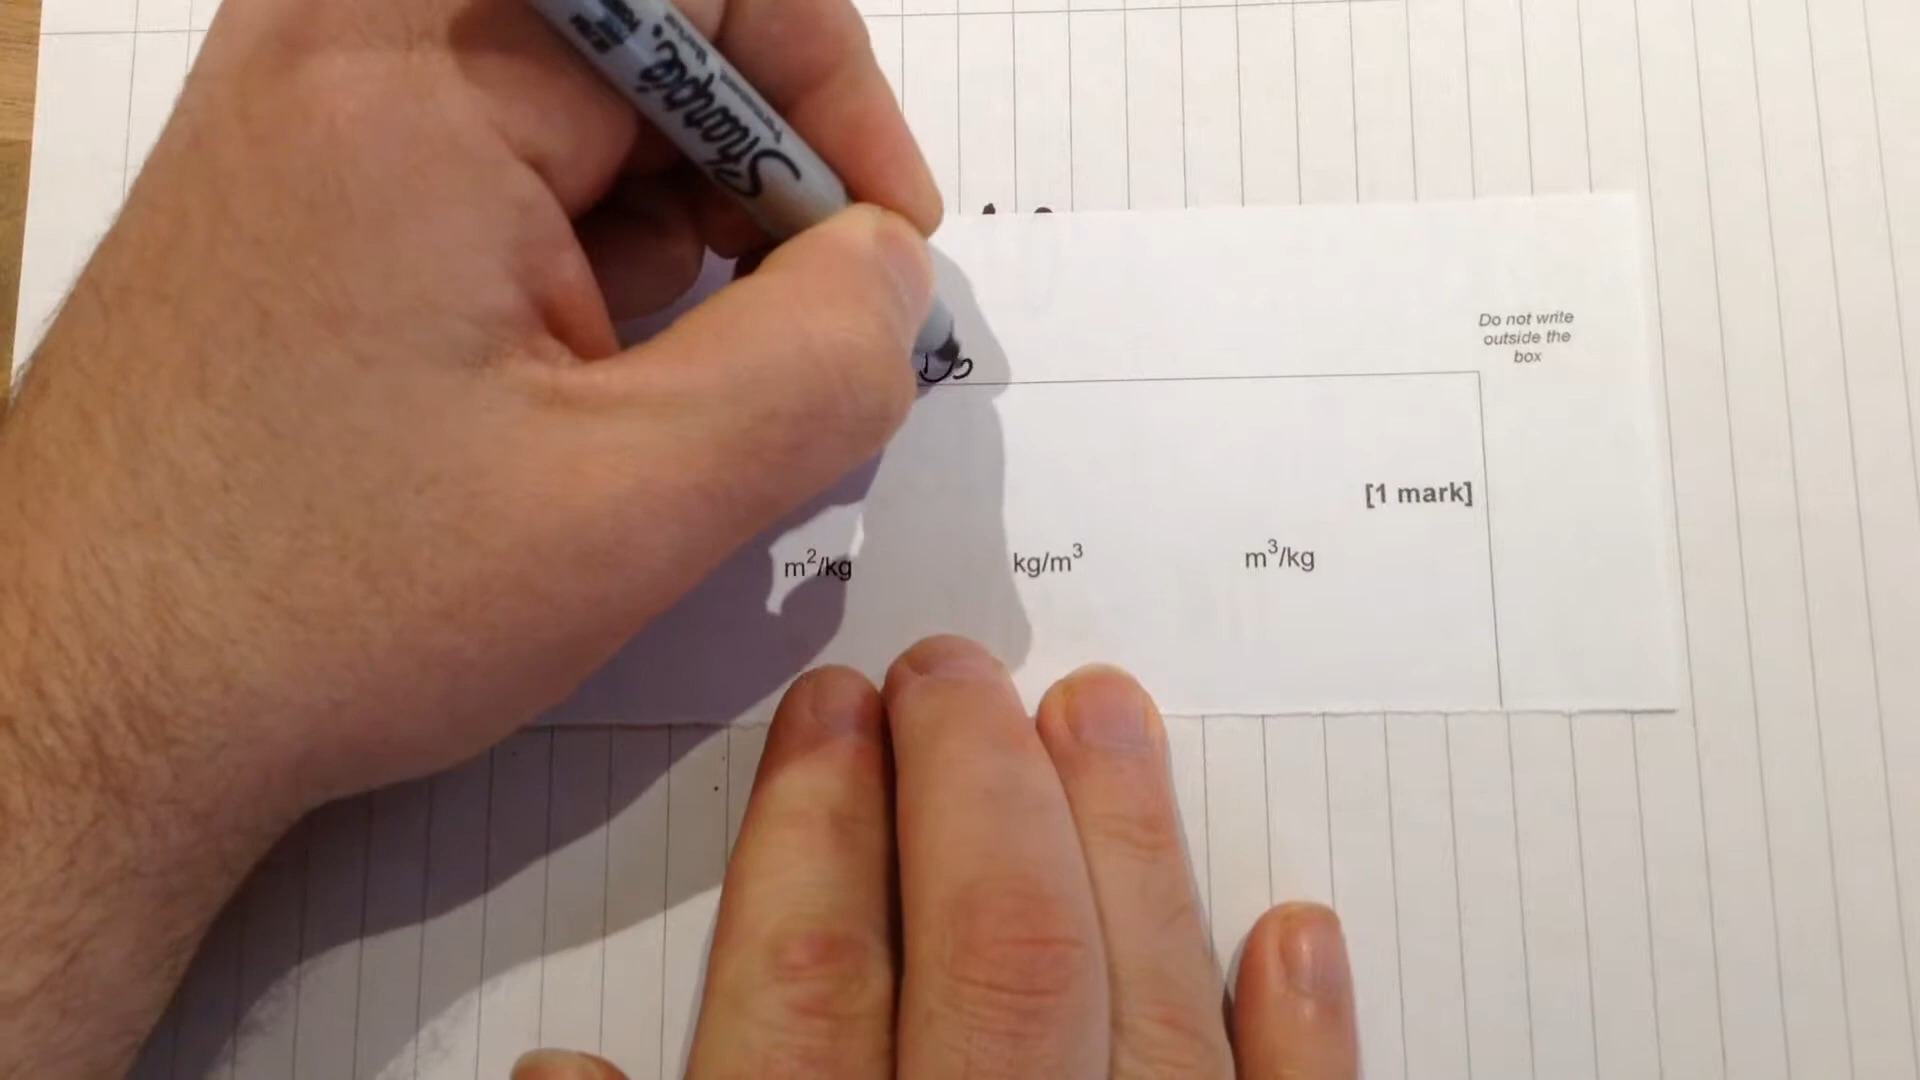 Sharpie.
Do not write
outside the
box
[1 mark]
m²/kg
kg/m³
m³/kg